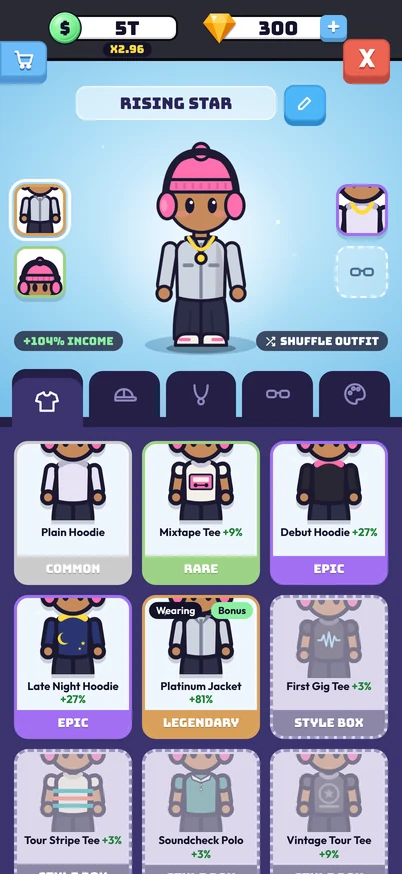 $ 5T 300 +
X2.96
X
RISING STAR
+104% INCOME SHUFFLE OUTFIT
Plain Hoodie
COMMON
Mixtape Tee +9%
RARE
Debut Hoodie +27%
EPIC
Late Night Hoodie
+27%
EPIC
Wearing Bonus
Platinum Jacket
+81%
LEGENDARY
First Gig Tee +3%
STYLE BOX
Tour Stripe Tee +3%
Soundcheck Polo
+3%
Vintage Tour Tee
+9%